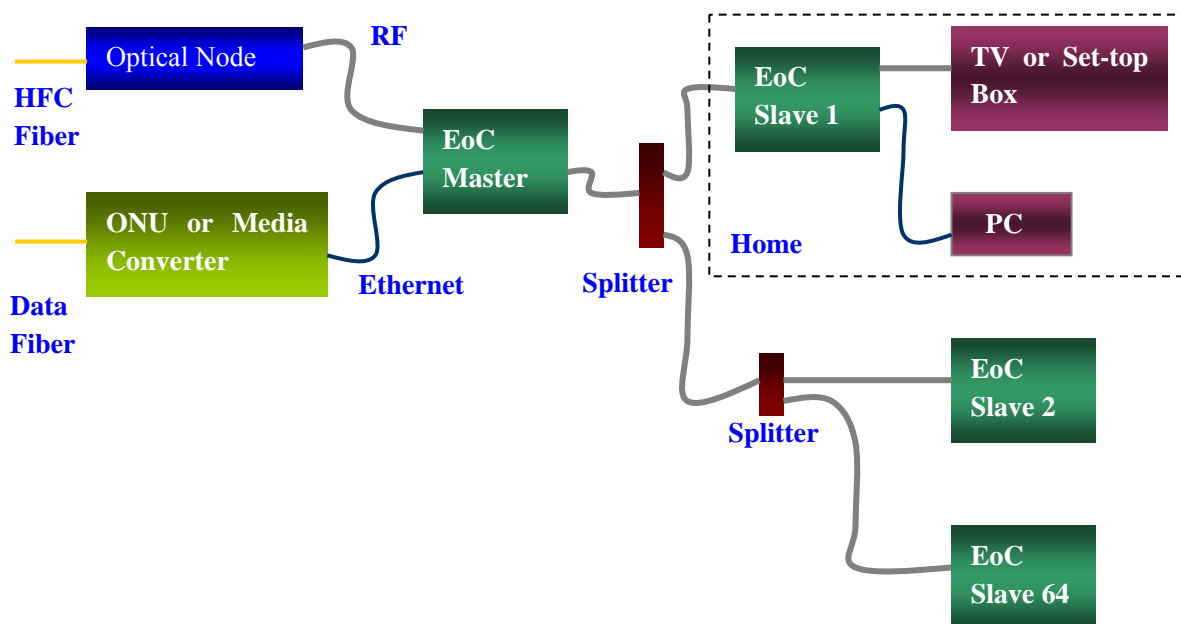 Optical Node
RF
HFC
Fiber
EoC
Master
ONU or Media
Converter
Ethernet
Data
Fiber
Splitter
EoC
Slave 1
TV or Set-top
Box
PC
Home
Splitter
EoC
Slave 2
EoC
Slave 64